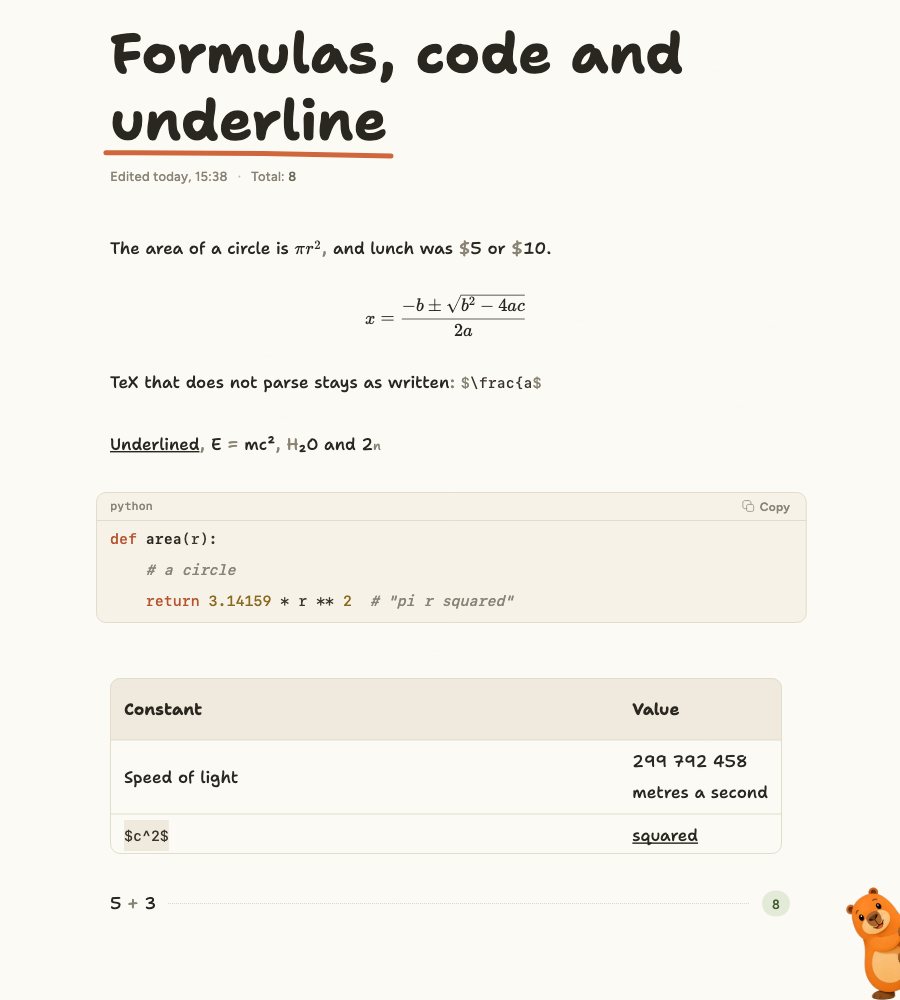 Formulas, code and
underline
Edited today, 15:38 · Total: 8
The area of a circle is πr², and lunch was $5 or $10.
x = (-b ± √(b² − 4ac)) / 2a
TeX that does not parse stays as written: $\frac{a$
Underlined, E = mc², H₂O and 2ⁿ
python
Copy
def area(r):
    # a circle
    return 3.14159 * r ** 2  # "pi r squared"
Constant
Value
Speed of light
299 792 458
metres a second
$c^2$
squared
5 + 3
8